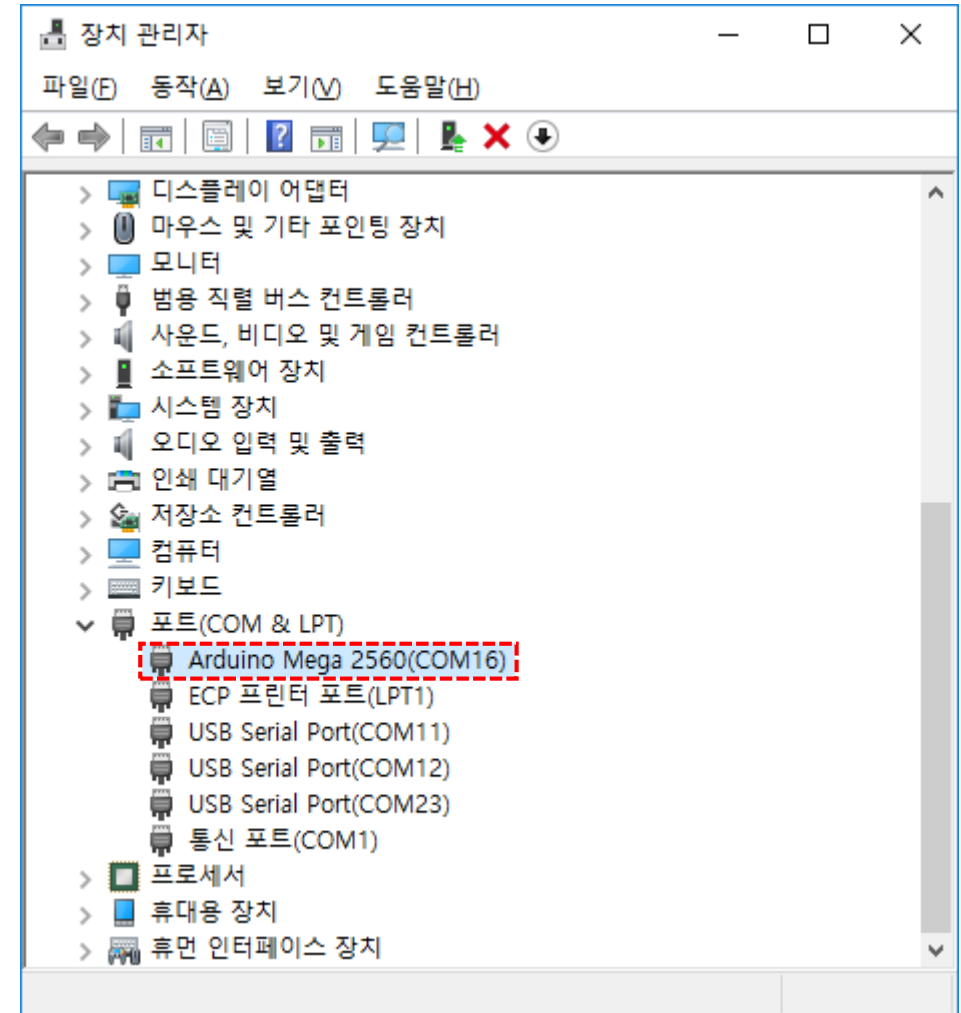 장치 관리자
파일(F) 동작(A) 보기(V) 도움말(H)
디스플레이 어댑터
마우스 및 기타 포인팅 장치
모니터
범용 직렬 버스 컨트롤러
사운드, 비디오 및 게임 컨트롤러
소프트웨어 장치
시스템 장치
오디오 입력 및 출력
인쇄 대기열
저장소 컨트롤러
컴퓨터
키보드
포트(COM & LPT)
Arduino Mega 2560(COM16)
ECP 프린터 포트(LPT1)
USB Serial Port(COM11)
USB Serial Port(COM12)
USB Serial Port(COM23)
통신 포트(COM1)
프로세서
휴대용 장치
휴먼 인터페이스 장치